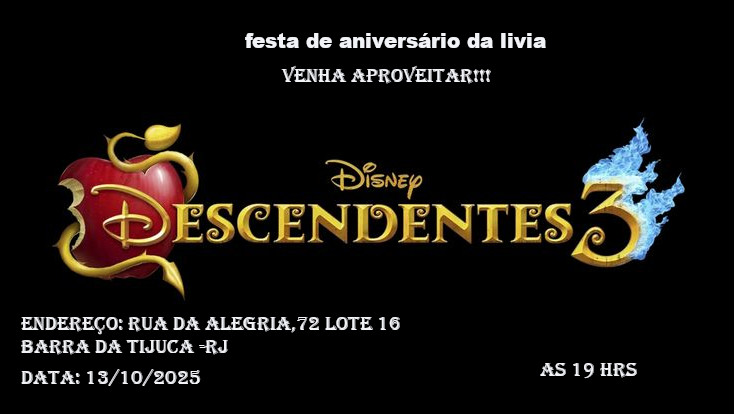 festa de aniversário da livia
VENHA APROVEITAR!!!
DISNEY
DESCENDENTES 3
ENDEREÇO: RUA DA ALEGRIA,72 LOTE 16
BARRA DA TIJUCA -RJ
DATA: 13/10/2025
AS 19 HRS